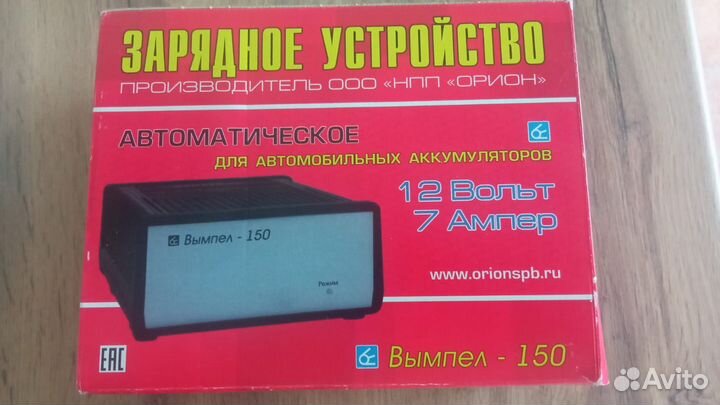 ЗАРЯДНОЕ УСТРОЙСТВО
ПРОИЗВОДИТЕЛЬ ООО «НПП «ОРИОН»
АВТОМАТИЧЕСКОЕ
ДЛЯ АВТОМОБИЛЬНЫХ АККУМУЛЯТОРОВ
12 Вольт
7 Ампер
Вымпел - 150
Режим
www.orionspb.ru
EAC
Вымпел - 150
Avito